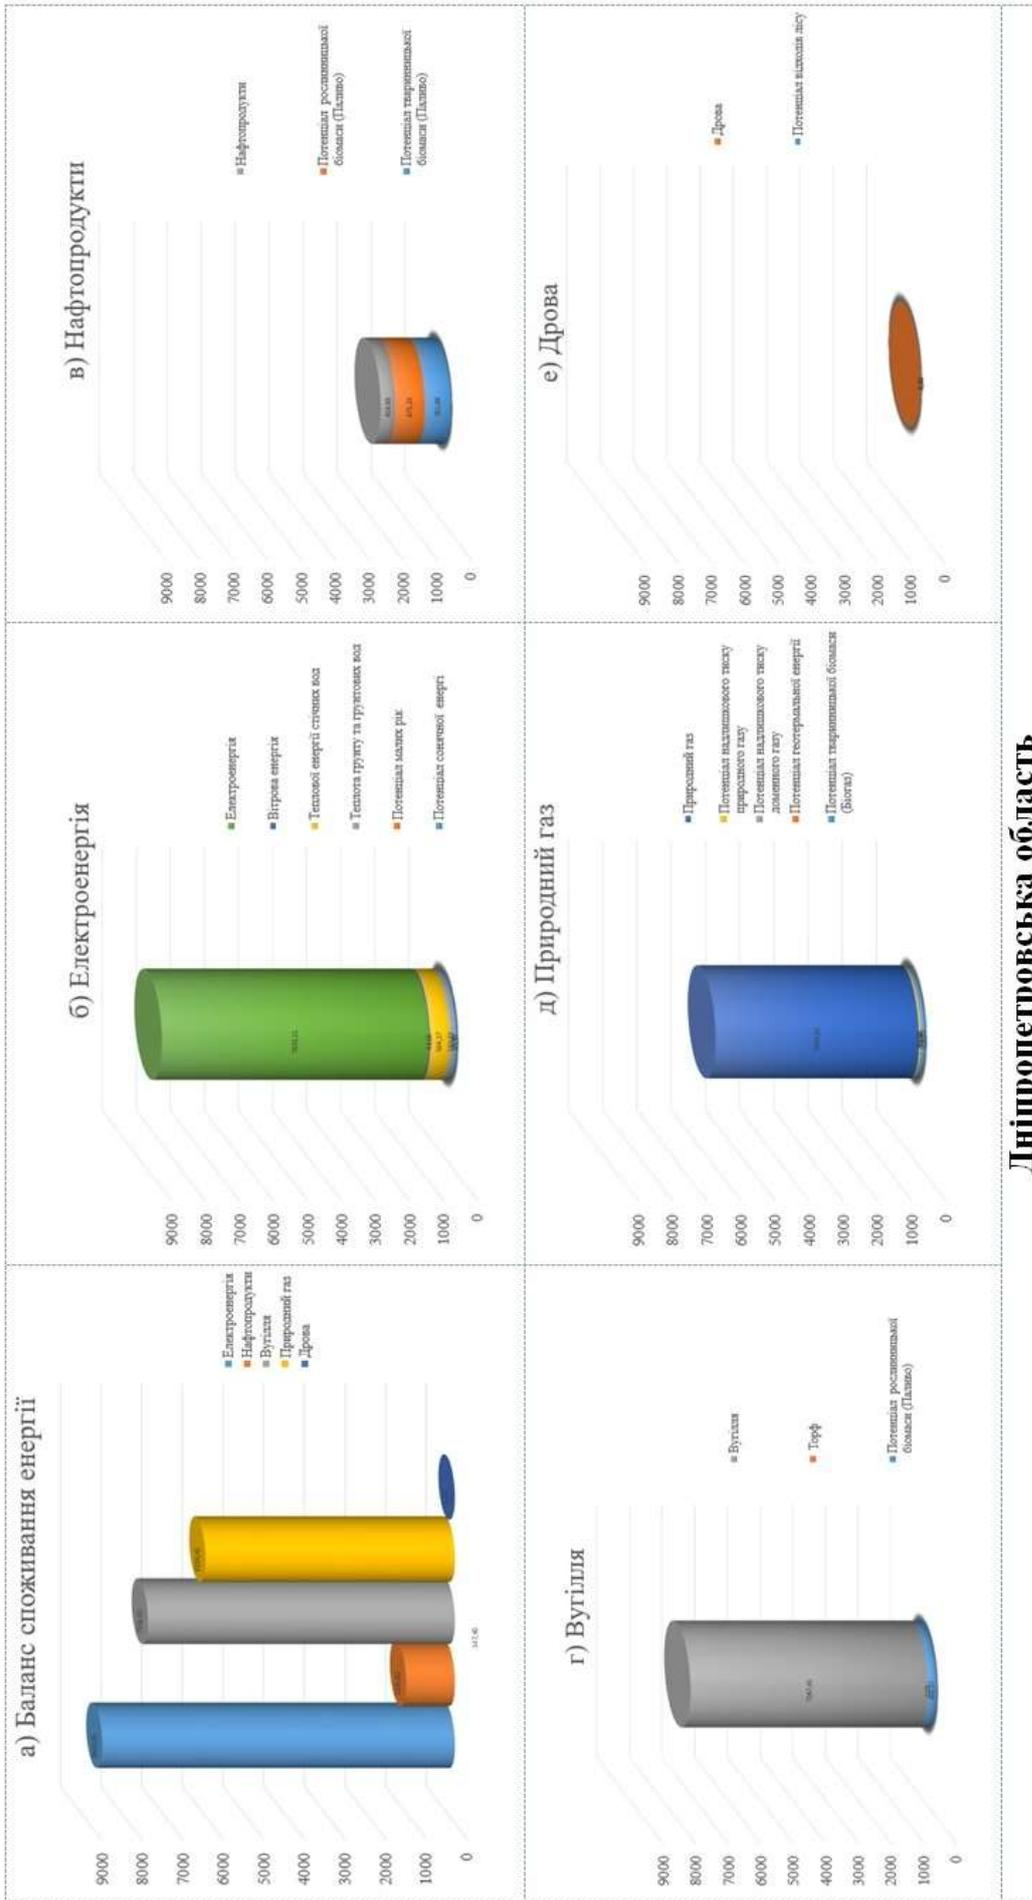 а) Баланс споживання енергії
9000
8000
7000
6000
5000
4000
3000
2000
1000
0
Електроенергія
Нафтопродукти
Вугілля
Природний газ
Дрова
б) Електроенергія
9000
8000
7000
6000
5000
4000
3000
2000
1000
0
Електроенергія
Вітрова енергія
Теплової енергії стічних вод
Теплота грунту та грунтових вод
Потенціал малих рік
Потенціал сонячної енергі
в) Нафтопродукти
9000
8000
7000
6000
5000
4000
3000
2000
1000
0
Нафтопродукти
Потенціал рослинницької
біомаси (Паливо)
Потенціал тваринницької
біомаси (Паливо)
г) Вугілля
9000
8000
7000
6000
5000
4000
3000
2000
1000
0
Вугілля
Торф
Потенціал рослинницької
біомаси (Паливо)
д) Природний газ
9000
8000
7000
6000
5000
4000
3000
2000
1000
0
Природний газ
Потенціал надлишкового тиску
природного газу
Потенціал надлишкового тиску
доменного газу
Потенціал геотермальної енергії
Потенціал тваринницької біомаси
(Біогаз)
е) Дрова
9000
8000
7000
6000
5000
4000
3000
2000
1000
0
Дрова
Потенціал відходів лісу
Дніпропетровська область